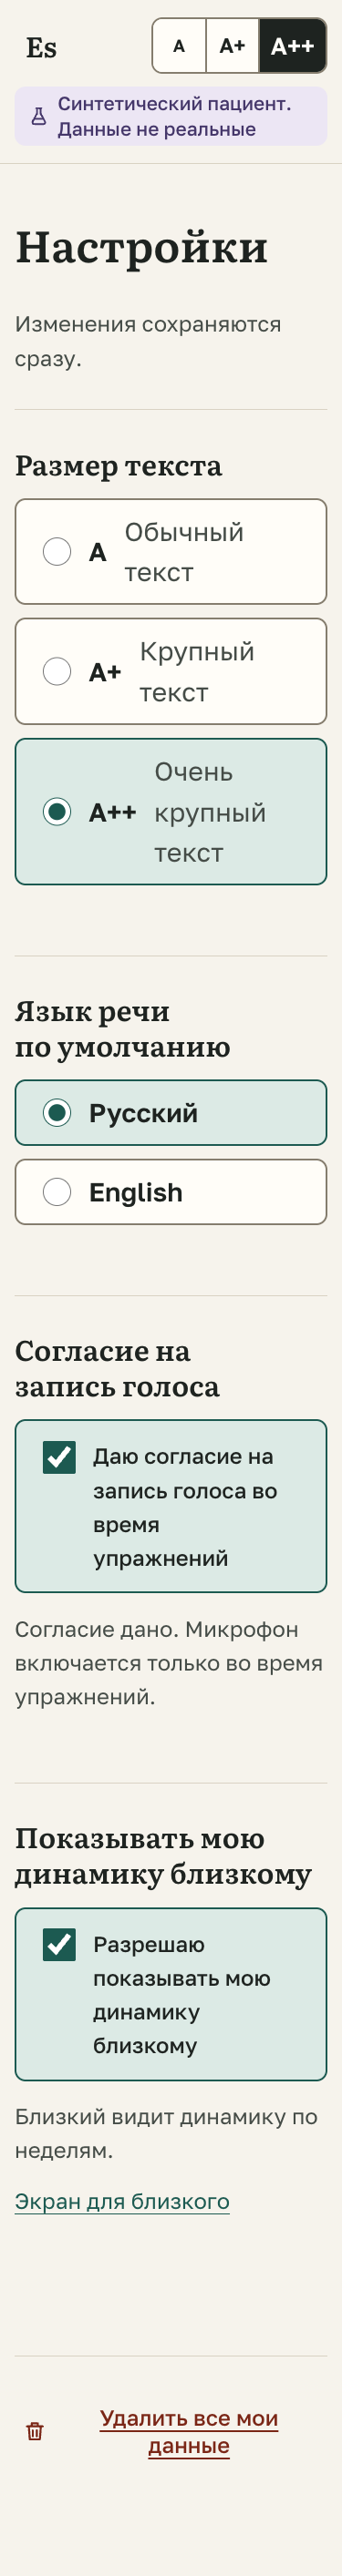 Es
A A+ A++
Синтетический пациент.
Данные не реальные
Настройки
Изменения сохраняются
сразу.
Размер текста
A Обычный
текст
A+ Крупный
текст
A++ Очень
крупный
текст
Язык речи
по умолчанию
Русский
English
Согласие на
запись голоса
Даю согласие на
запись голоса во
время
упражнений
Согласие дано. Микрофон
включается только во время
упражнений.
Показывать мою
динамику близкому
Разрешаю
показывать мою
динамику
близкому
Близкий видит динамику по
неделям.
Экран для близкого
Удалить все мои
данные